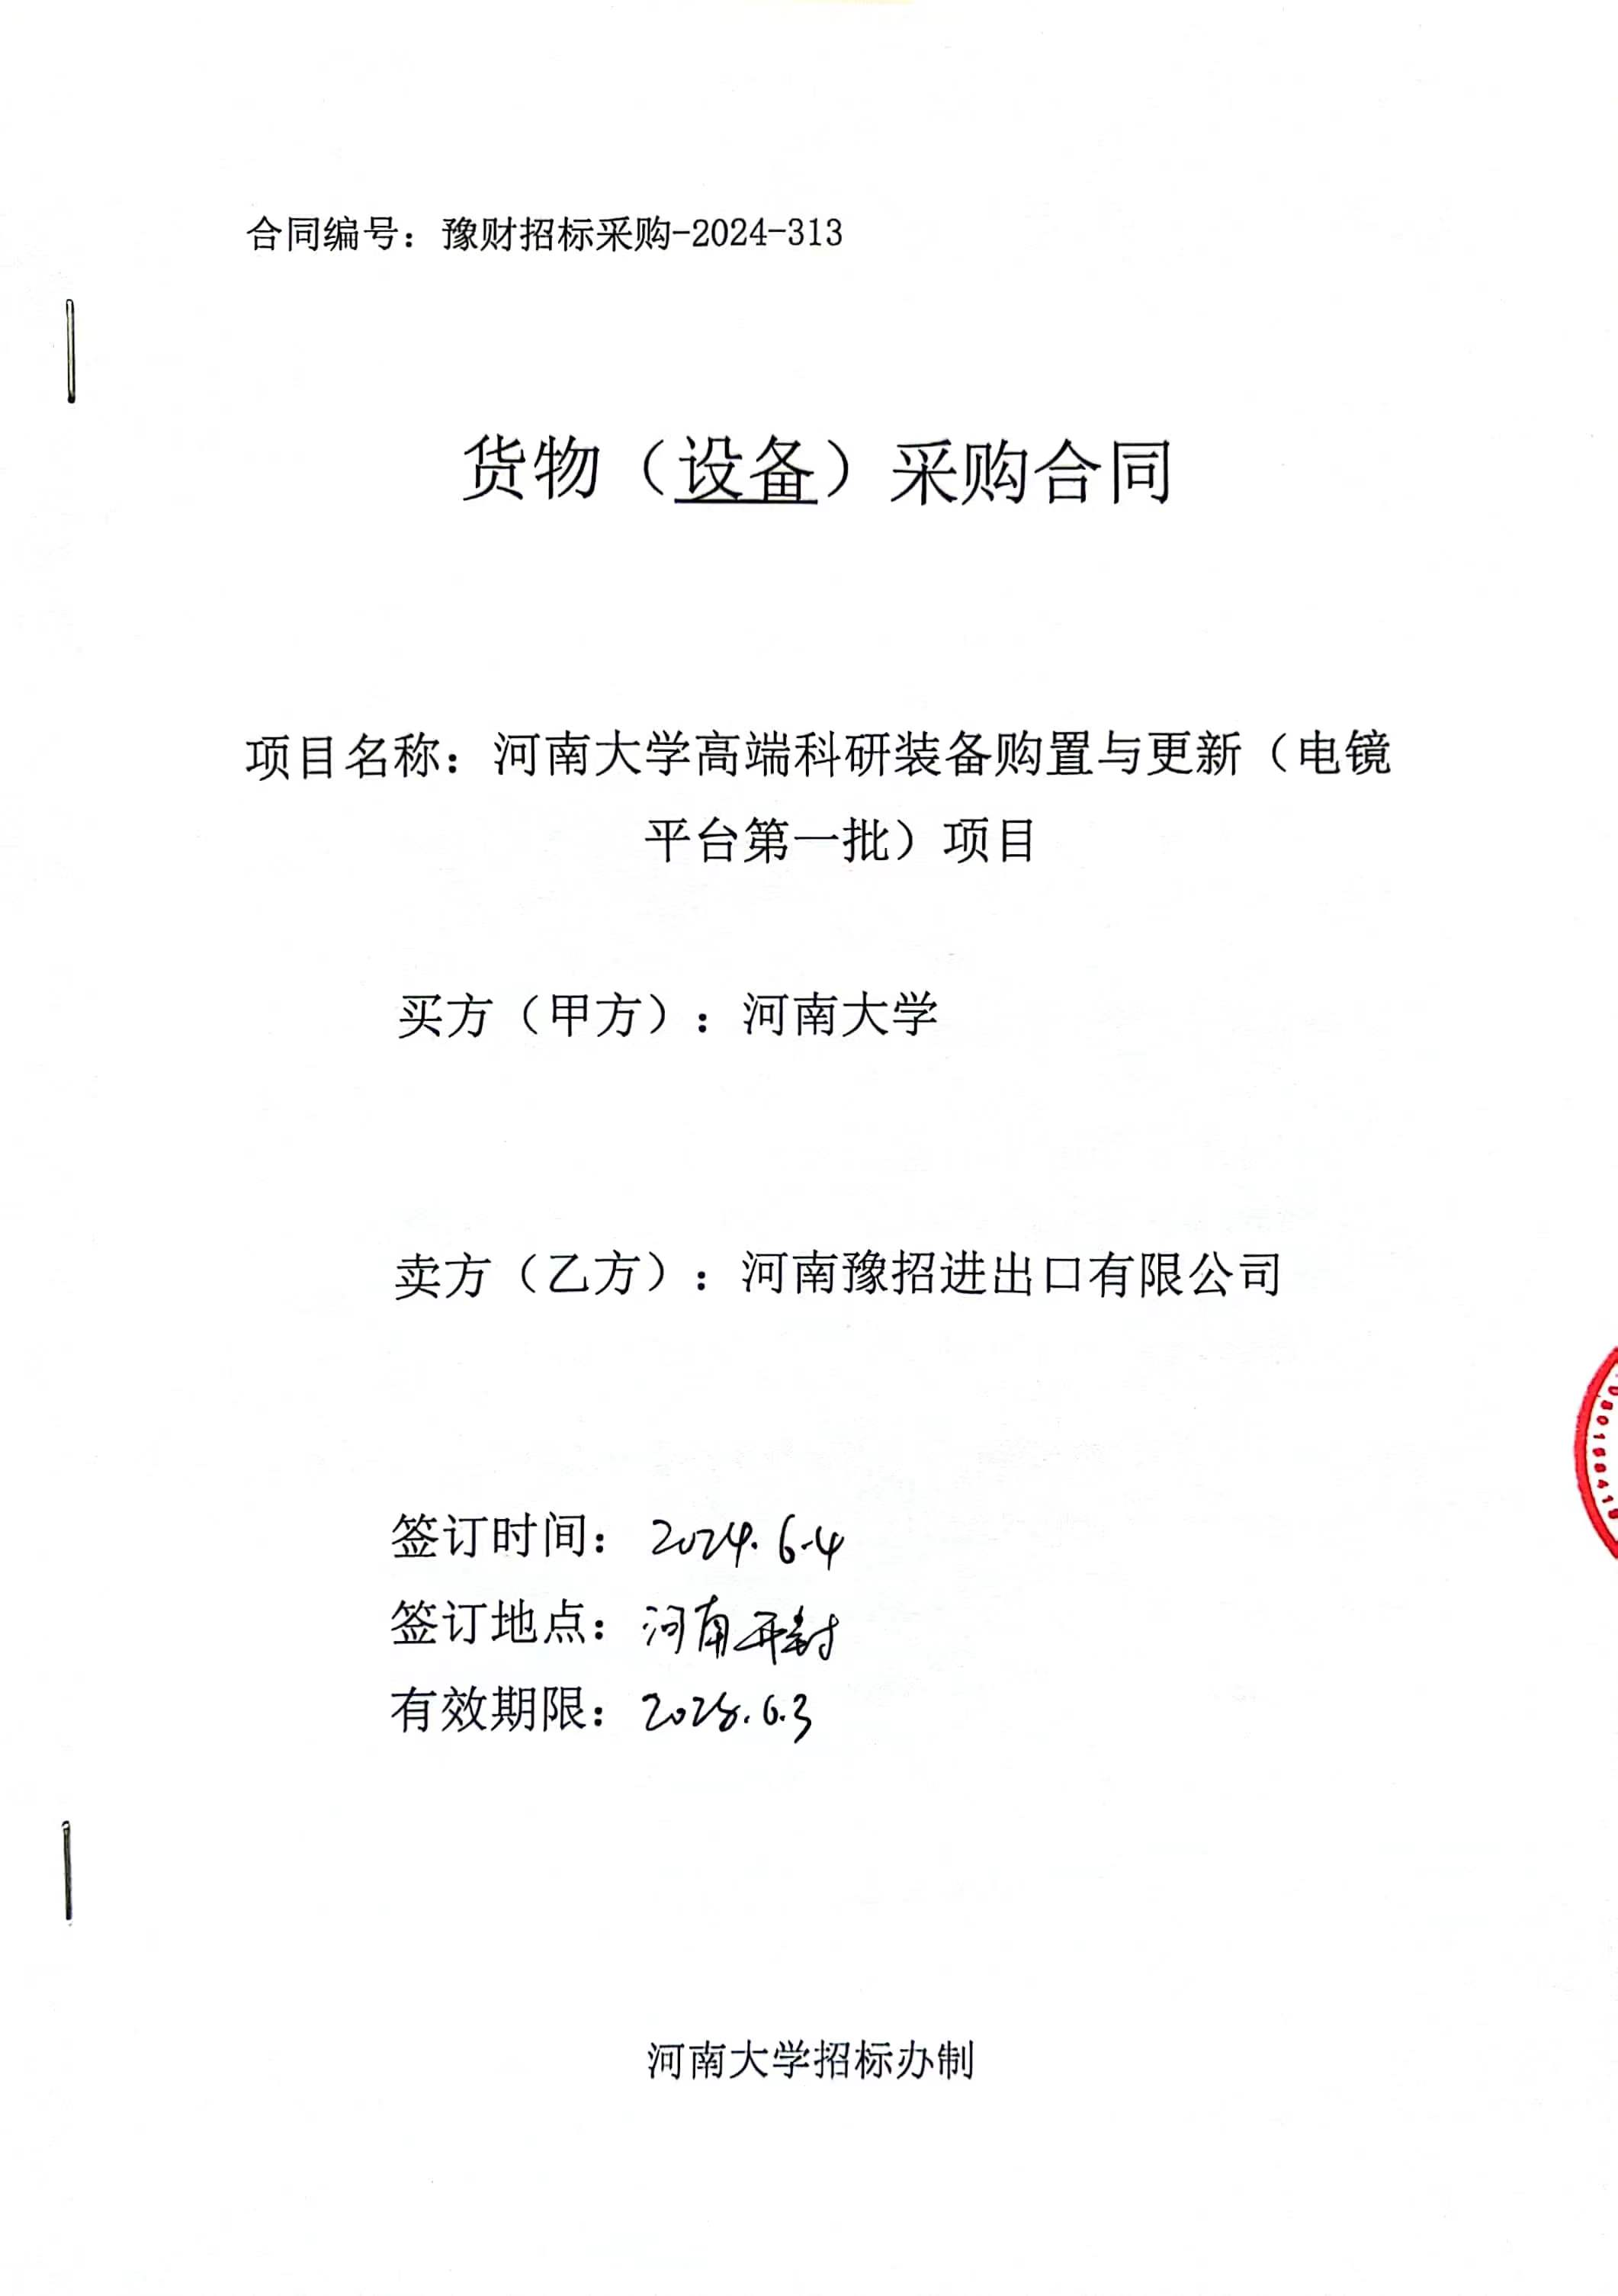 合同编号：豫财招标采购-2024-313
货物（设备）采购合同
项目名称：河南大学高端科研装备购置与更新（电镜
平台第一批）项目
买方（甲方）：河南大学
卖方（乙方）：河南豫招进出口有限公司
签订时间：2024.6.4
签订地点：河南开封
有效期限：2028.6.3
河南大学招标办制